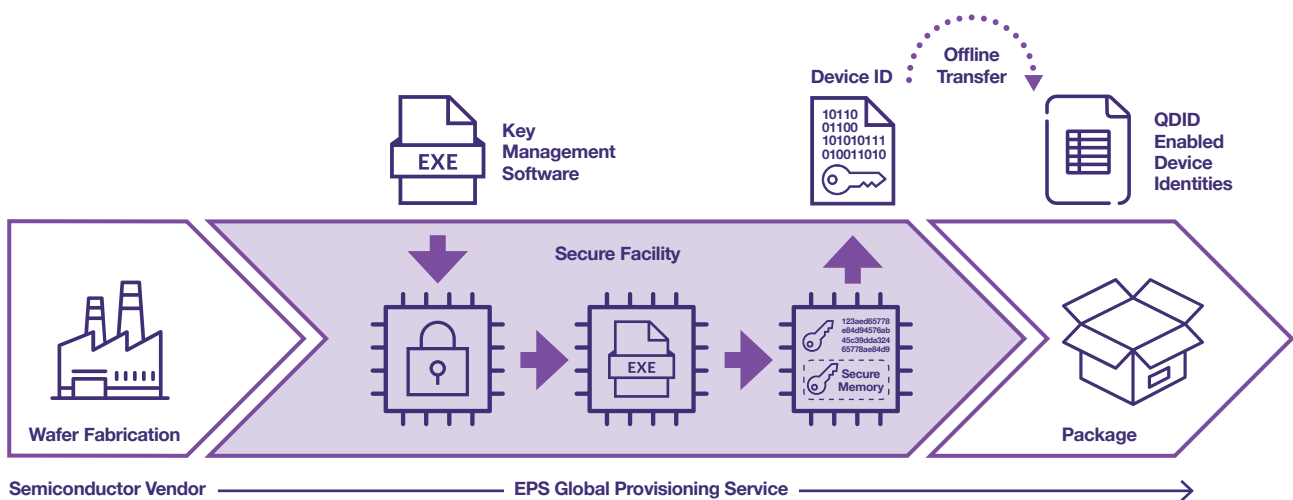 Offline
Transfer
Device ID
10110
01100
101010111
010011010
QDID
Enabled
Device
Identities
Key
Management
Software
EXE
Secure Facility
EXE
123aed65778
e84d94576ab
45c39dda324
65778ae84d9
Secure
Memory
Wafer Fabrication
Package
Semiconductor Vendor
EPS Global Provisioning Service